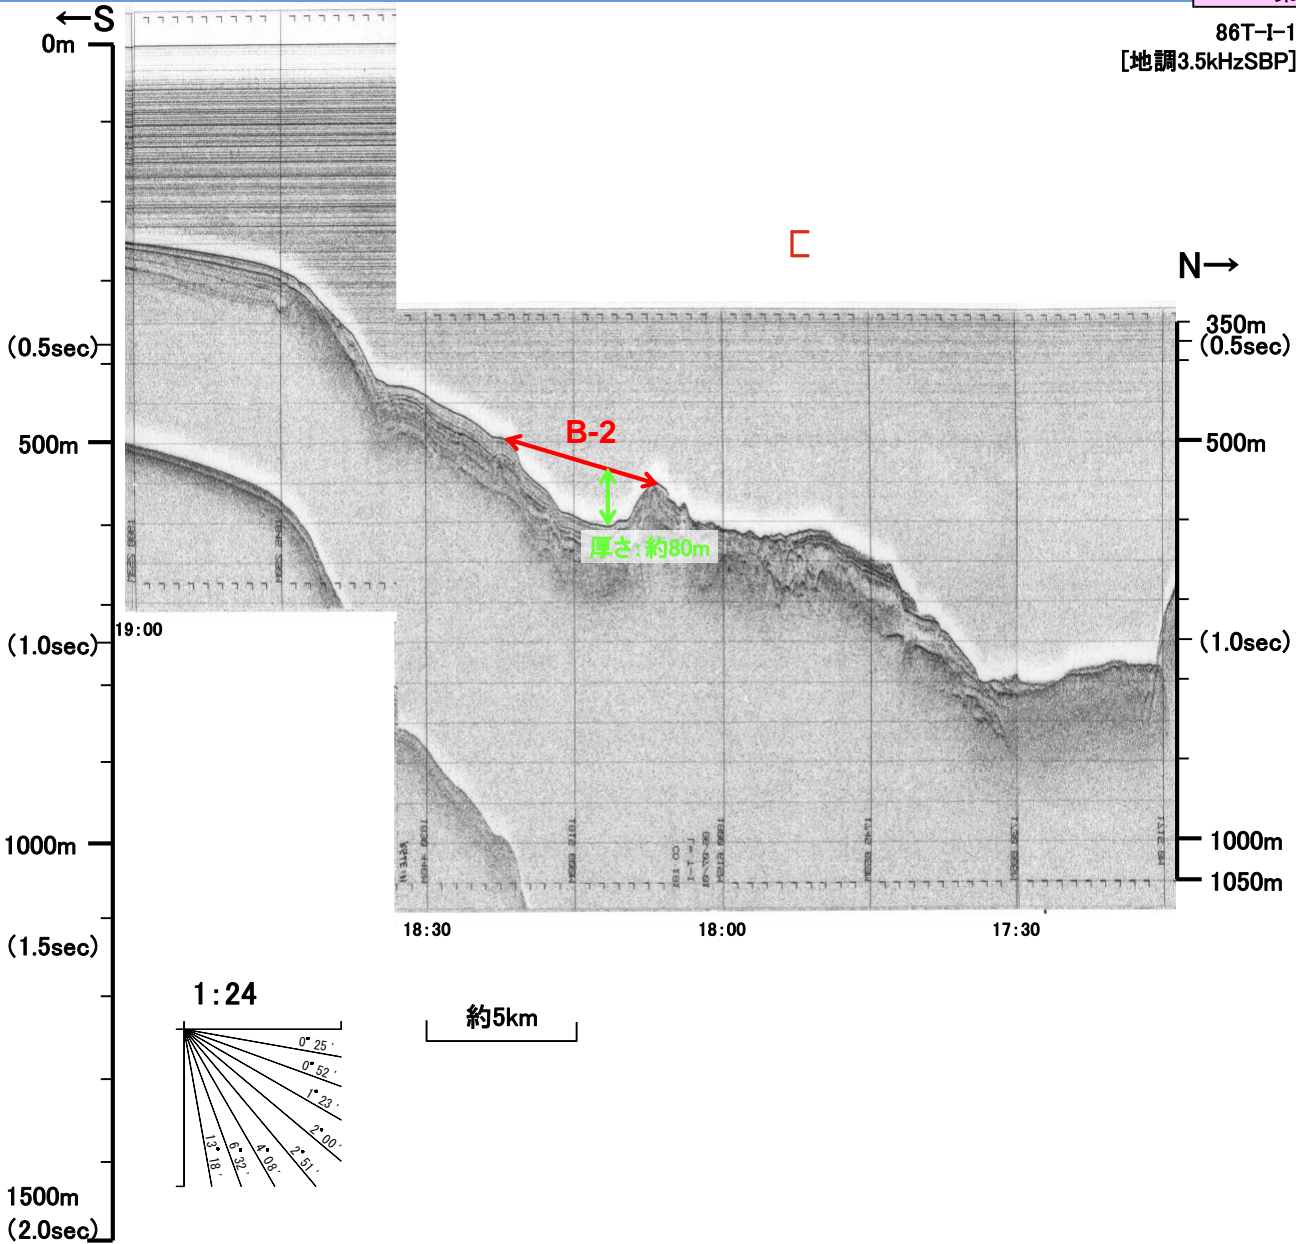 ←S
86T-I-1
[地調3.5kHzSBP]
0m
N→
350m
(0.5sec)
(0.5sec)
B-2
500m
500m
厚さ:約80m
19:00
(1.0sec)
(1.0sec)
1000m
1000m
1050m
18:30
18:00
17:30
(1.5sec)
1:24
約5km
0°25′
0°52′
1°23′
2°00′
2°51′
4°08′
6°32′
13°18′
1500m
(2.0sec)